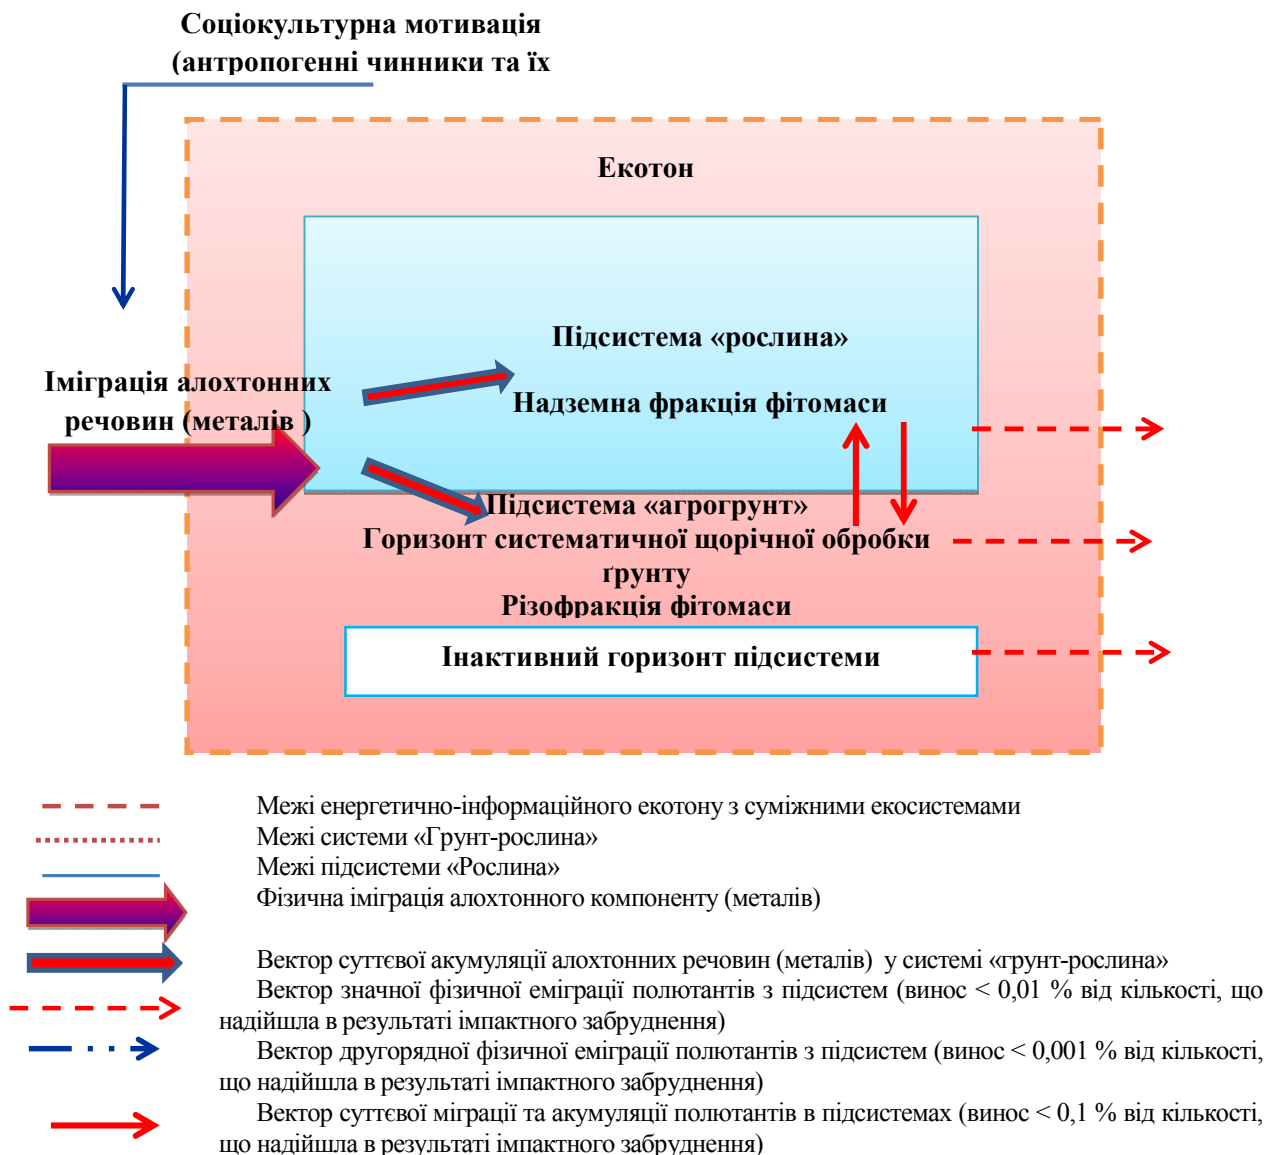 Соціокультурна мотивація
(антропогенні чинники та їх
Екотон
Підсистема «рослина»
Надземна фракція фітомаси
Іміграція алохтонних
речовин (металів )
Підсистема «агрогрунт»
Горизонт систематичної щорічної обробки
ґрунту
Різофракція фітомаси
Інактивний горизонт підсистеми
Межі енергетично-інформаційного екотону з суміжними екосистемами
Межі системи «Грунт-рослина»
Межі підсистеми «Рослина»
Фізична іміграція алохтонного компоненту (металів)
Вектор суттєвої акумуляції алохтонних речовин (металів) у системі «грунт-рослина»
Вектор значної фізичної еміграції полютантів з підсистем (винос < 0,01 % від кількості, що
надійшла в результаті імпактного забруднення)
Вектор другорядної фізичної еміграції полютантів з підсистем (винос < 0,001 % від кількості,
що надійшла в результаті імпактного забруднення)
Вектор суттєвої міграції та акумуляції полютантів в підсистемах (винос < 0,1 % від кількості,
що надійшла в результаті імпактного забруднення)